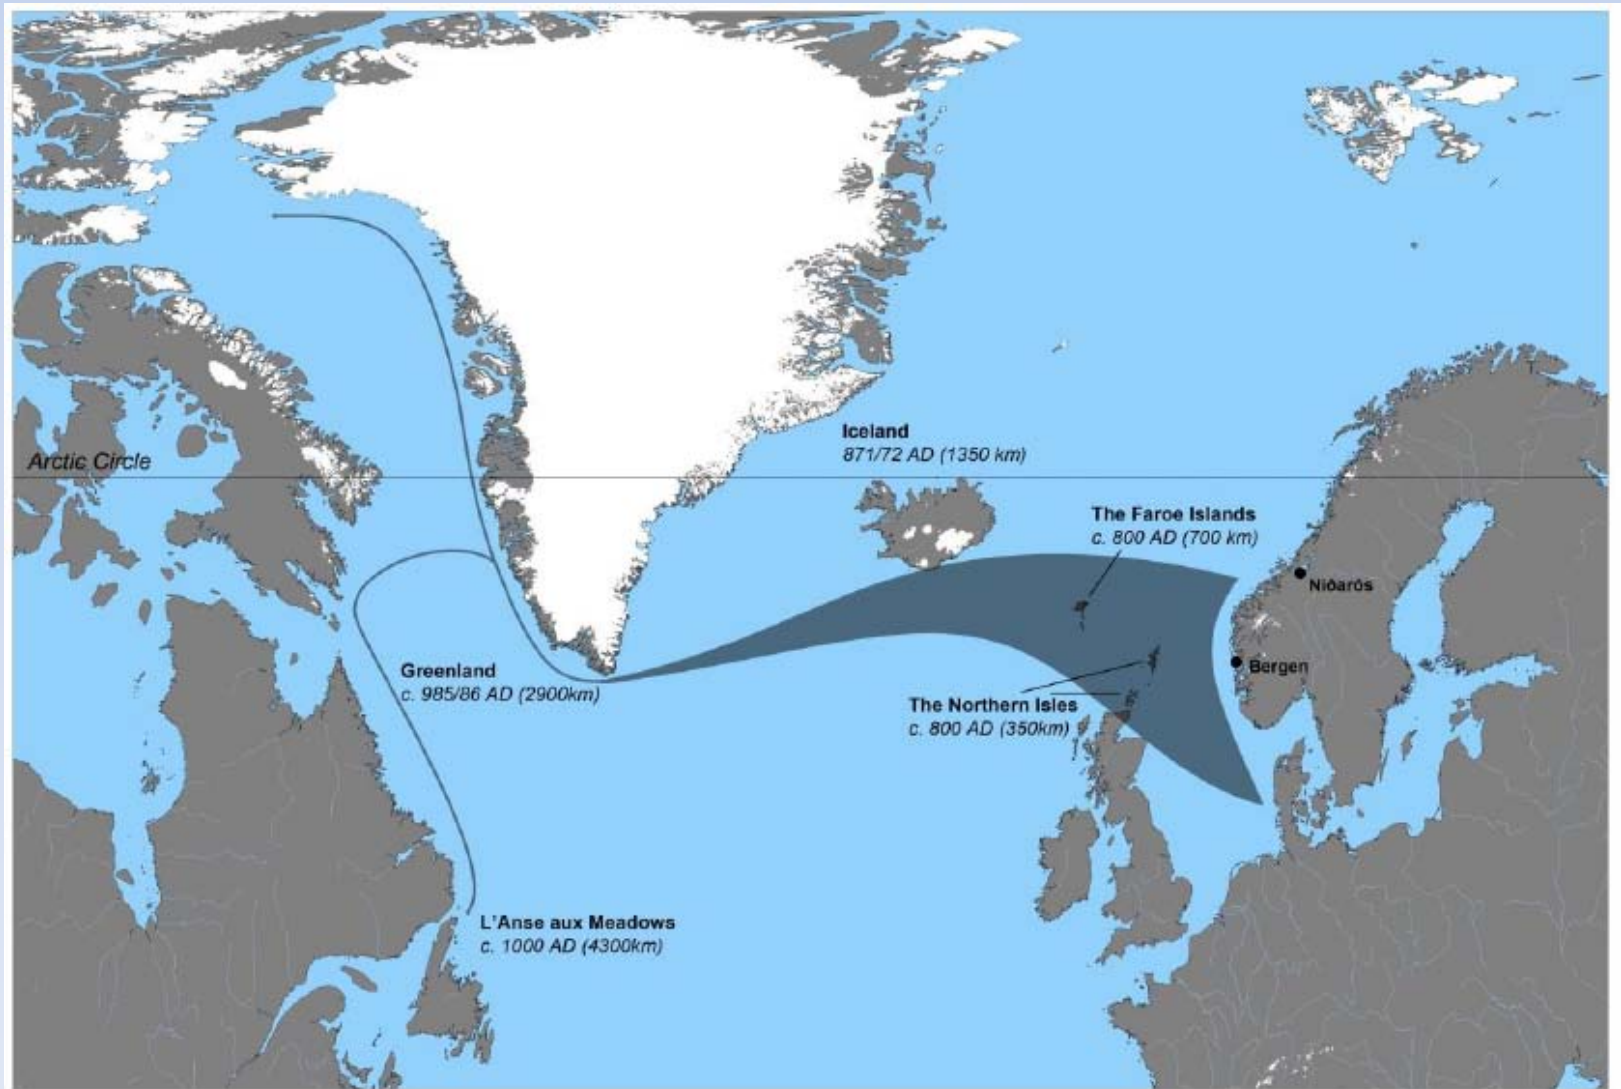 Iceland
871/72 AD (1350 km)
Arctic Circle
The Faroe Islands
c. 800 AD (700 km)
Niðarós
Bergen
Greenland
c. 985/86 AD (2900km)
The Northern Isles
c. 800 AD (350km)
L'Anse aux Meadows
c. 1000 AD (4300km)